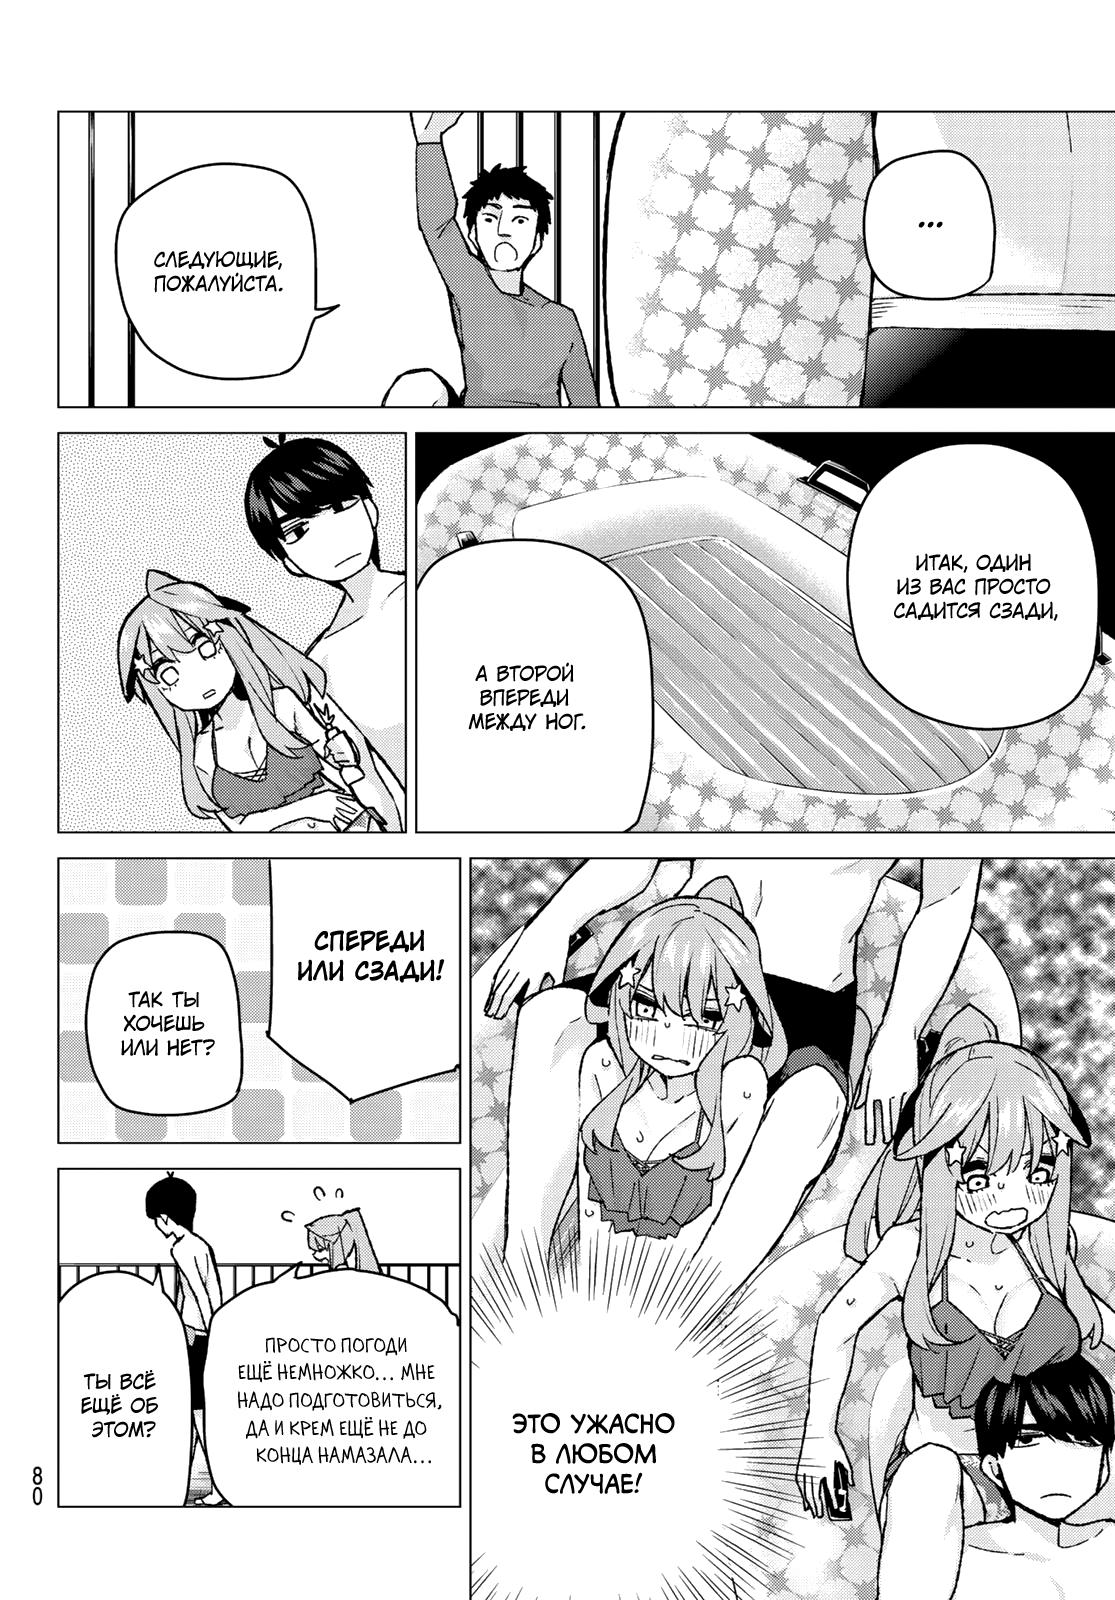 ...
СЛЕДУЮЩИЕ,
ПОЖАЛУЙСТА.
ИТАК, ОДИН
ИЗ ВАС ПРОСТО
САДИТСЯ СЗАДИ,
А ВТОРОЙ
ВПЕРЕДИ
МЕЖДУ НОГ.
ЭТО УЖАСНО
В ЛЮБОМ
СЛУЧАЕ!
СПЕРЕДИ
ИЛИ СЗАДИ!
ТАК ТЫ
ХОЧЕШЬ
ИЛИ НЕТ?
ПРОСТО ПОГОДИ
ЕЩЁ НЕМНОЖКО... МНЕ
НАДО ПОДГОТОВИТЬСЯ,
ДА И КРЕМ ЕЩЁ НЕ ДО
КОНЦА НАМАЗАЛА...
ТЫ ВСЁ
ЕЩЁ ОБ
ЭТОМ?
80